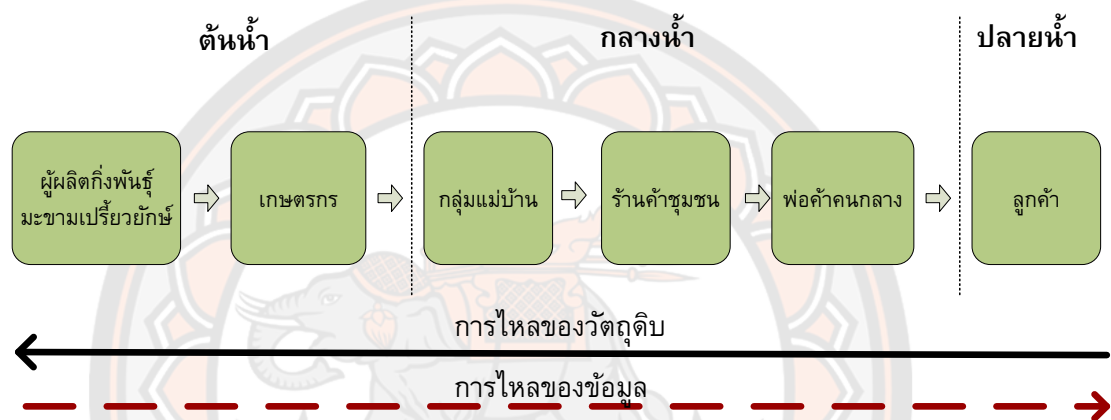 ต้นน้ำ
กลางน้ำ
ปลายน้ำ
ผู้ผลิตกิ่งพันธุ์
มะขามเปรี้ยวยักษ์
เกษตรกร
กลุ่มแม่บ้าน
ร้านค้าชุมชน
พ่อค้าคนกลาง
ลูกค้า
การไหลของวัตถุดิบ
การไหลของข้อมูล